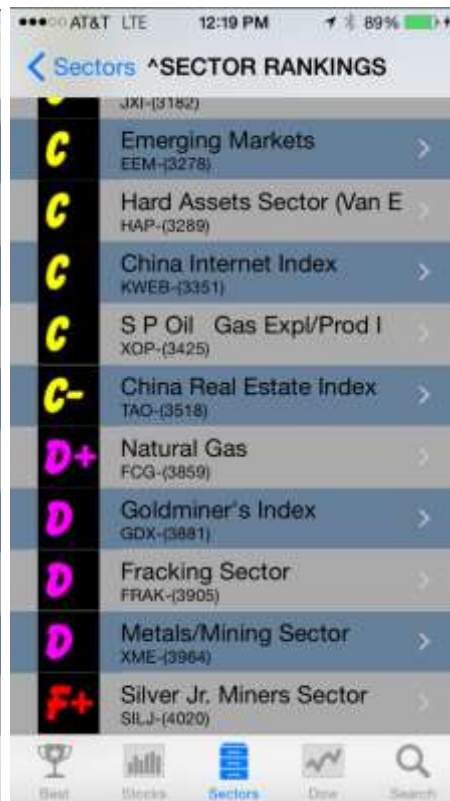 AT&T LTE 12:19 PM 89%
Sectors ^SECTOR RANKINGS
C
JXI-(3182)
C Emerging Markets
EEM-(3278)
C Hard Assets Sector (Van E
HAP-(3289)
C China Internet Index
KWEB-(3351)
C S P Oil Gas Expl/Prod I
XOP-(3425)
C- China Real Estate Index
TAO-(3518)
D+ Natural Gas
FCG-(3859)
D Goldminer's Index
GDX-(3881)
D Fracking Sector
FRAK-(3905)
D Metals/Mining Sector
XME-(3964)
F+ Silver Jr. Miners Sector
SILJ-(4020)
Best Stocks Sectors Dow Search